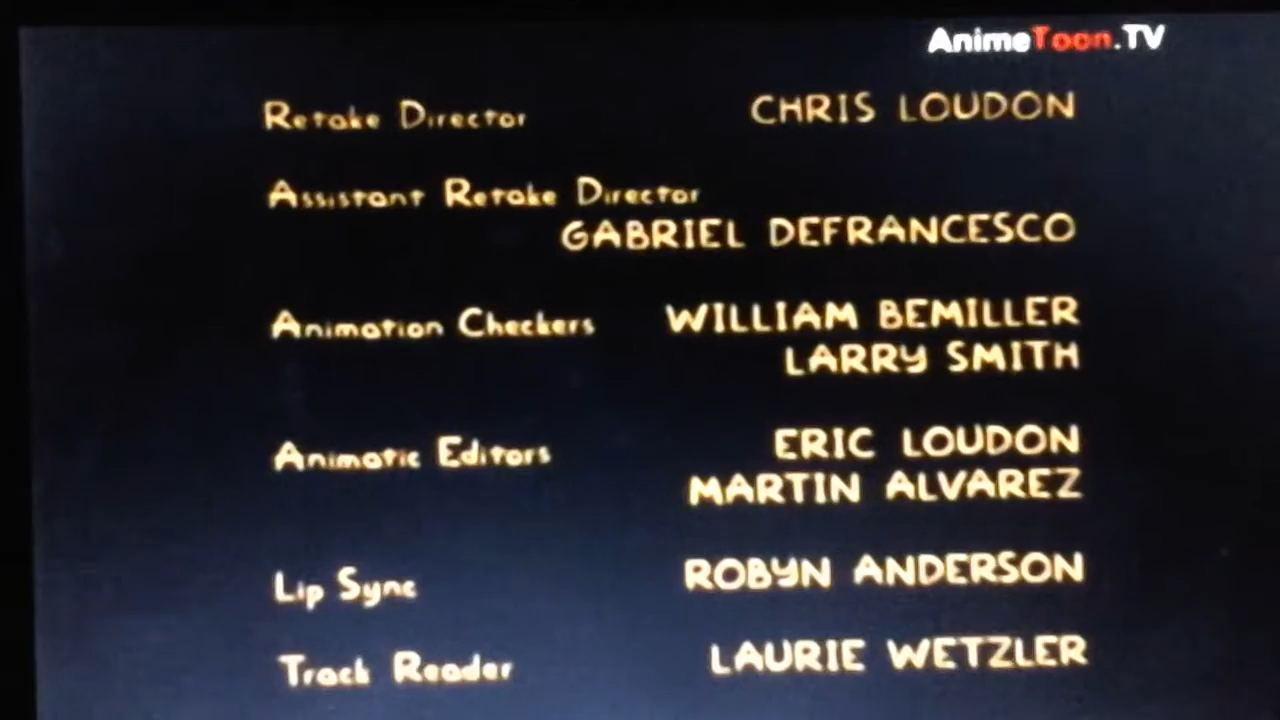 AnimeToon.TV
Retake Director CHRIS LOUDON
Assistant Retake Director
GABRIEL DEFRANCESCO
Animation Checkers WILLIAM BEMILLER
LARRY SMITH
Animatic Editors ERIC LOUDON
MARTIN ALVAREZ
Lip Sync ROBYN ANDERSON
Track Reader LAURIE WETZLER